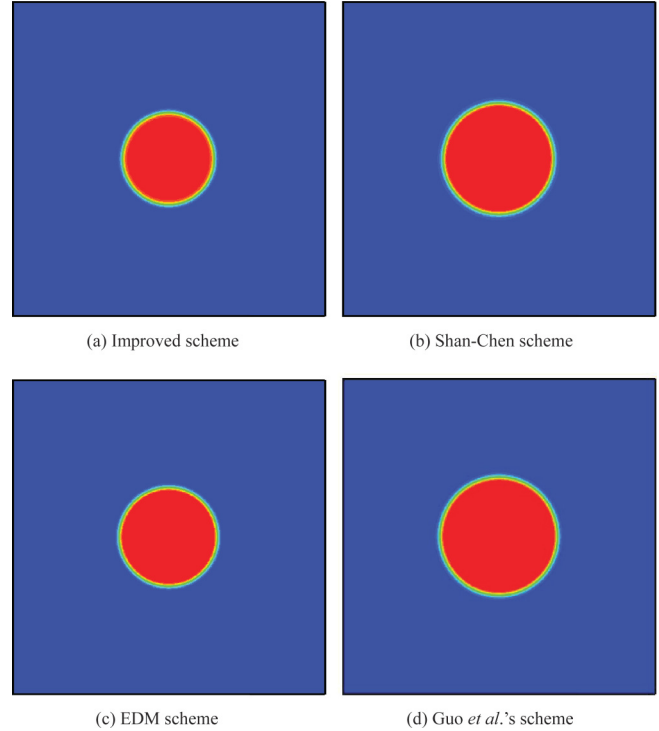 (a) Improved scheme
(b) Shan-Chen scheme
(c) EDM scheme
(d) Guo et al.'s scheme